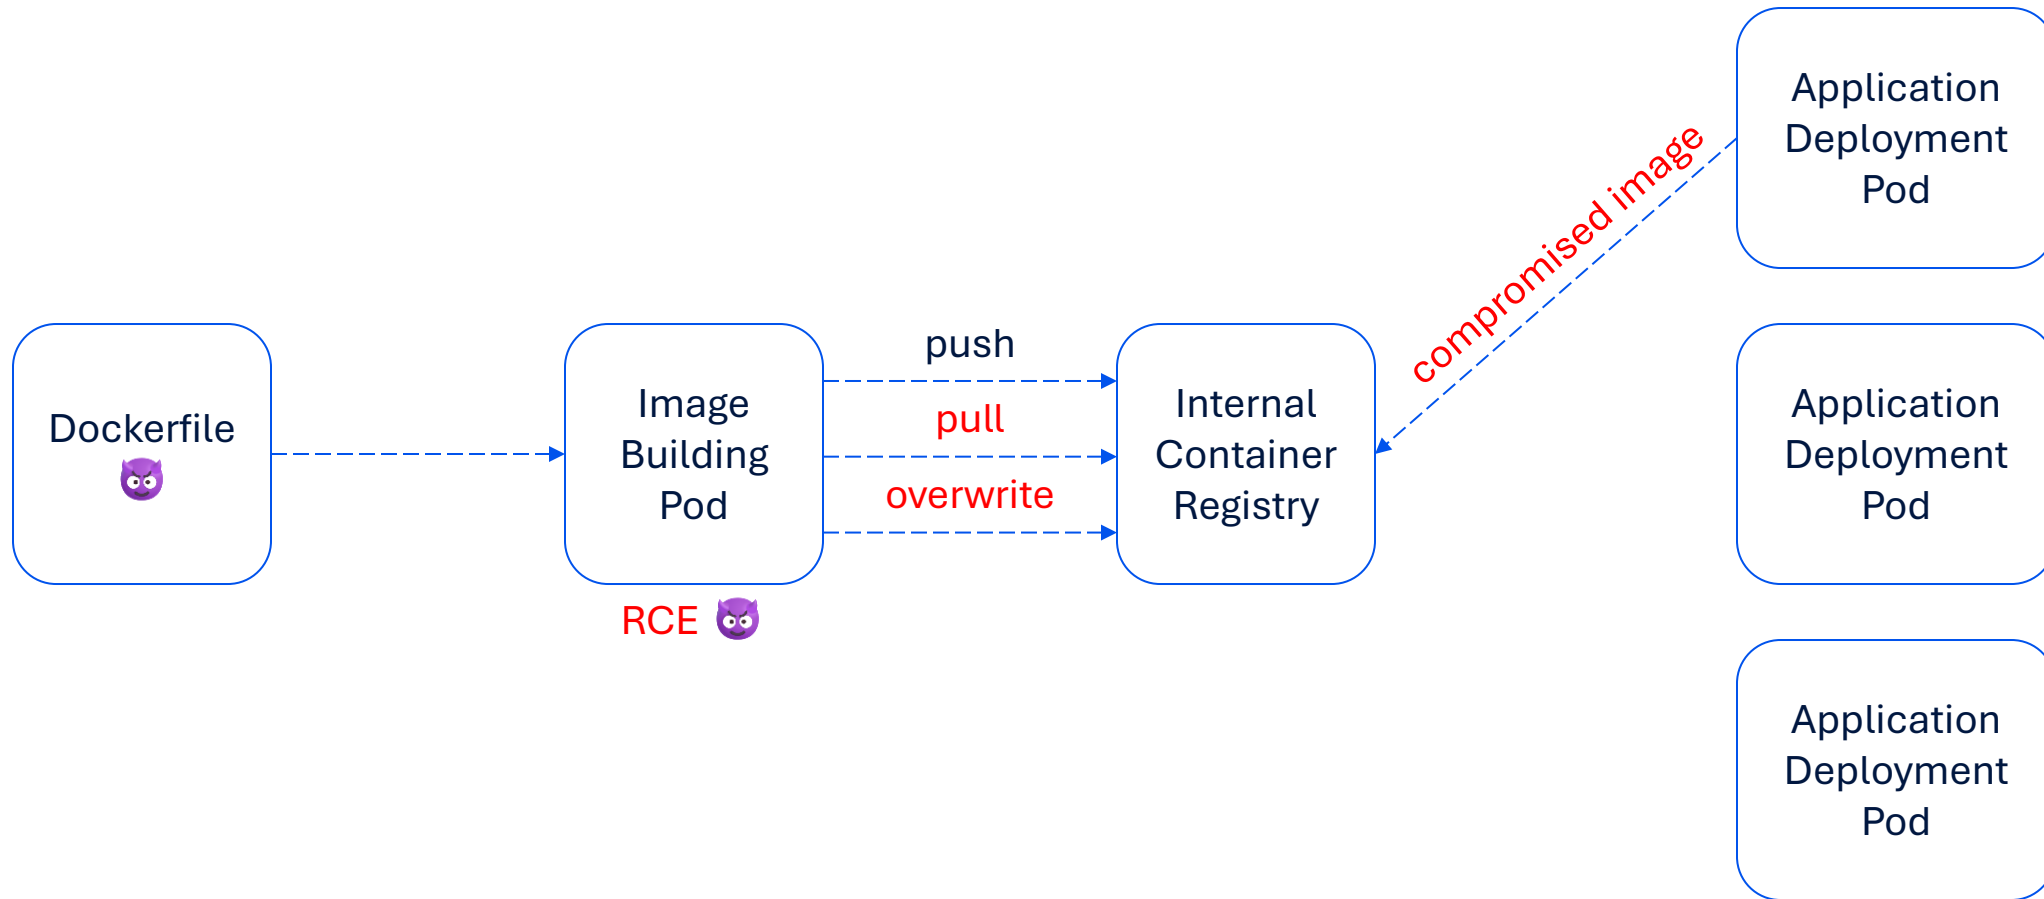 Dockerfile
Image
Building
Pod
RCE
push
pull
overwrite
Internal
Container
Registry
compromised image
Application
Deployment
Pod
Application
Deployment
Pod
Application
Deployment
Pod